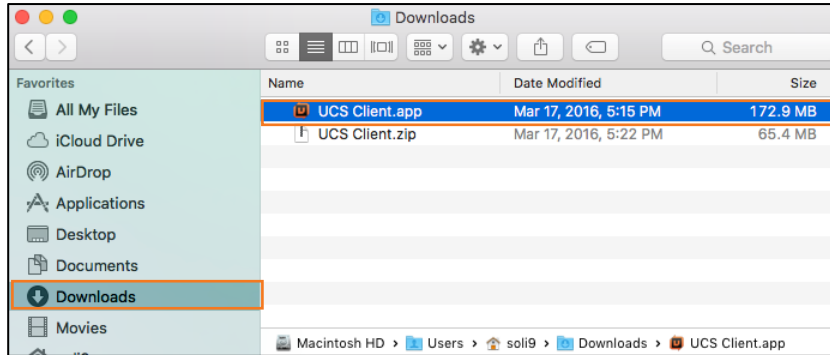 Downloads
Search
Favorites
All My Files
iCloud Drive
AirDrop
Applications
Desktop
Documents
Downloads
Movies
Name Date Modified Size
UCS Client.app Mar 17, 2016, 5:15 PM 172.9 MB
UCS Client.zip Mar 17, 2016, 5:22 PM 65.4 MB
Macintosh HD › Users › soli9 › Downloads › UCS Client.app